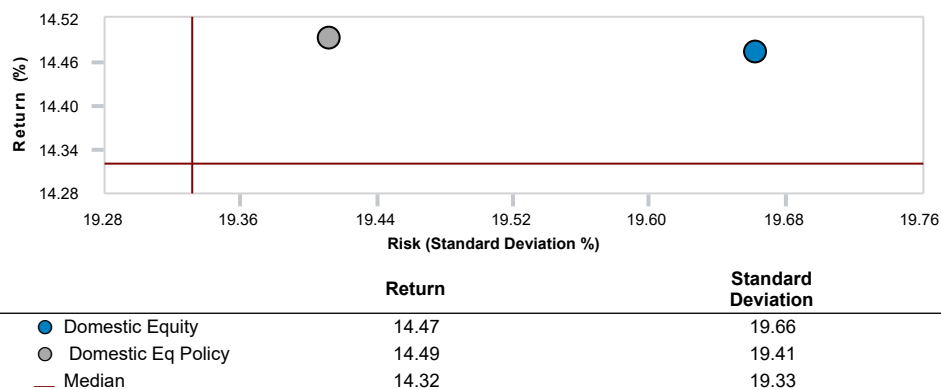 14.52
14.46
14.40
14.34
14.28
Return (%)
19.28 19.36 19.44 19.52 19.60 19.68 19.76
Risk (Standard Deviation %)
Return Standard
Deviation
Domestic Equity 14.47 19.66
Domestic Eq Policy 14.49 19.41
Median 14.32 19.33